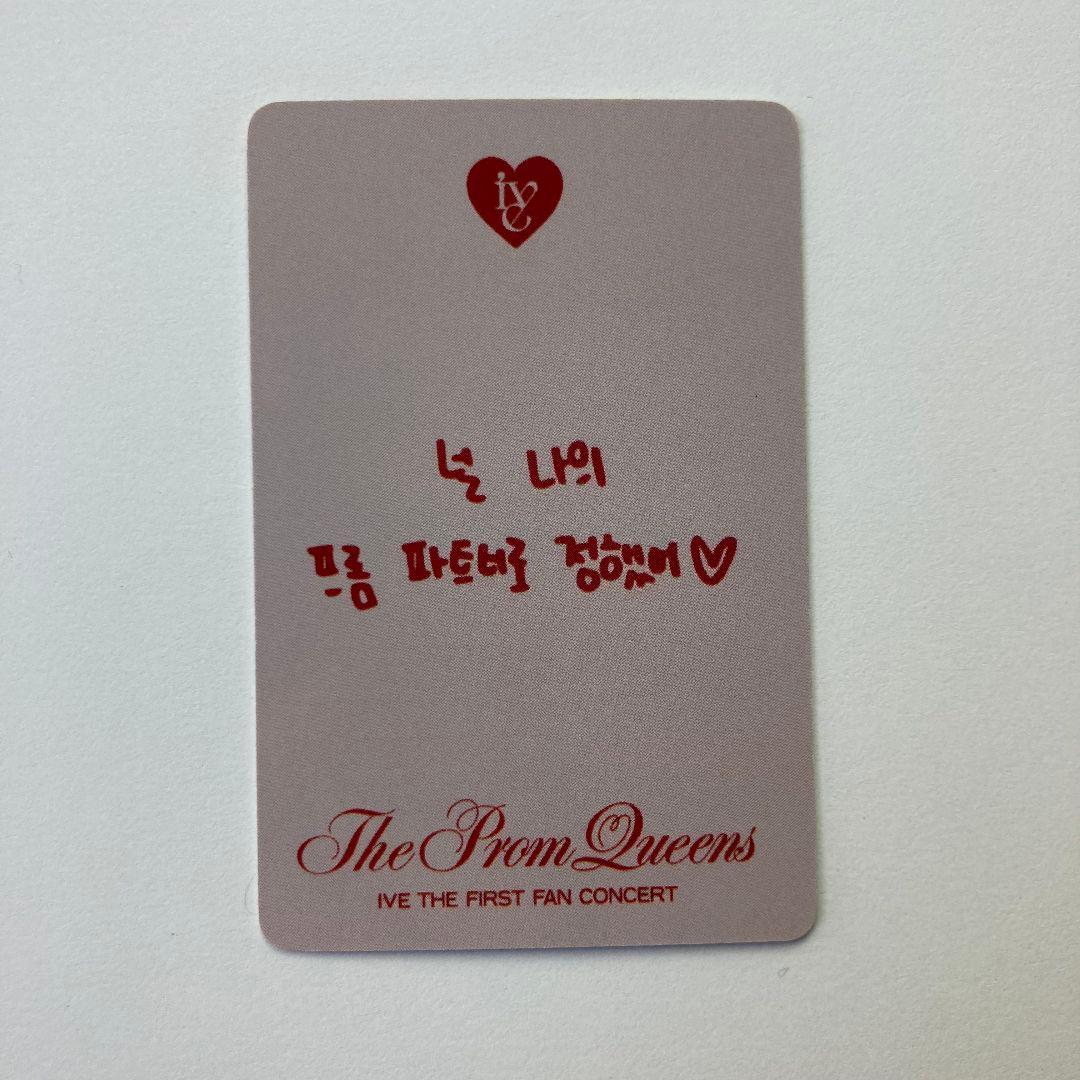 ive
널 나의
프롬 파트너로 정했어♡
The Prom Queens
IVE THE FIRST FAN CONCERT